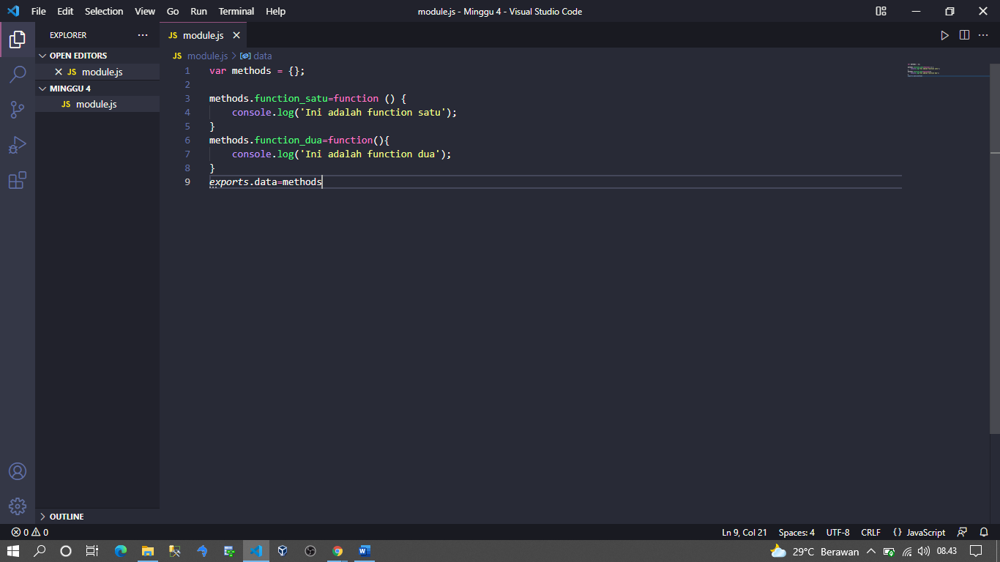 File Edit Selection View Go Run Terminal Help
module.js - Minggu 4 - Visual Studio Code
EXPLORER
OPEN EDITORS
JS module.js
MINGGU 4
JS module.js
OUTLINE
JS module.js
JS module.js > data
1 var methods = {};
2
3 methods.function_satu=function () {
4 console.log('Ini adalah function satu');
5 }
6 methods.function_dua=function(){
7 console.log('Ini adalah function dua');
8 }
9 exports.data=methods
0 0
Ln 9, Col 21 Spaces: 4 UTF-8 CRLF {} JavaScript
29°C Berawan 08.43